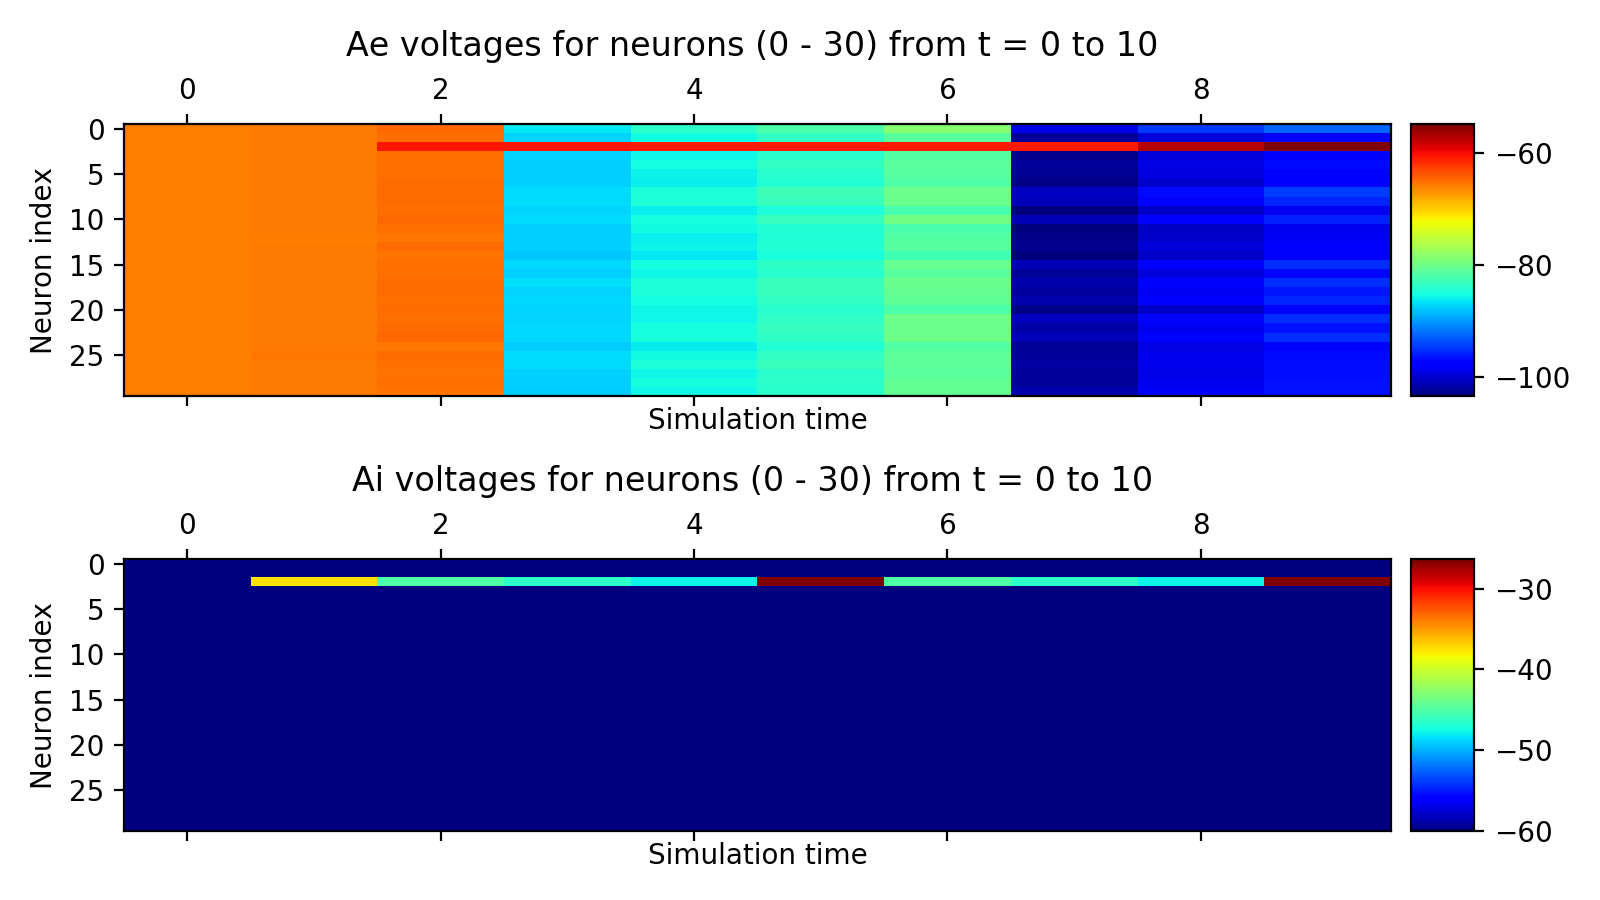 Ae voltages for neurons (0 - 30) from t = 0 to 10
0 2 4 6 8
Neuron index
0
5
10
15
20
25
−60
−80
−100
Simulation time
Ai voltages for neurons (0 - 30) from t = 0 to 10
0 2 4 6 8
Neuron index
0
5
10
15
20
25
−30
−40
−50
−60
Simulation time